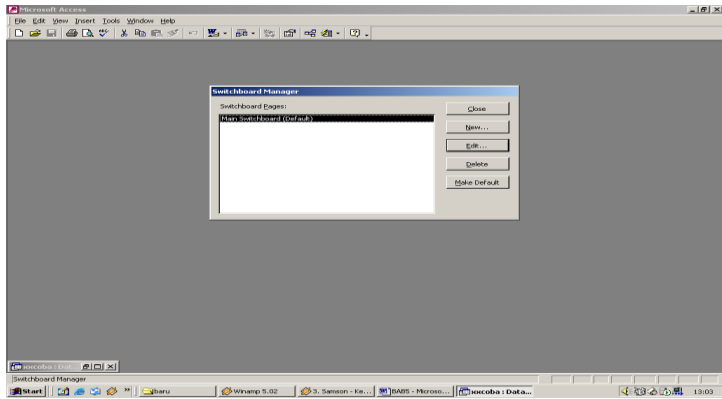 Microsoft Access
File Edit View Insert Tools Window Help
Switchboard Manager
Switchboard Pages:
Main Switchboard (Default)
Close
New...
Edit...
Delete
Make Default
: Dat...
Switchboard Manager
Start baru Winamp 5.02 3. Samson - Ke... BAB5 - Microso... : Data... 13:03